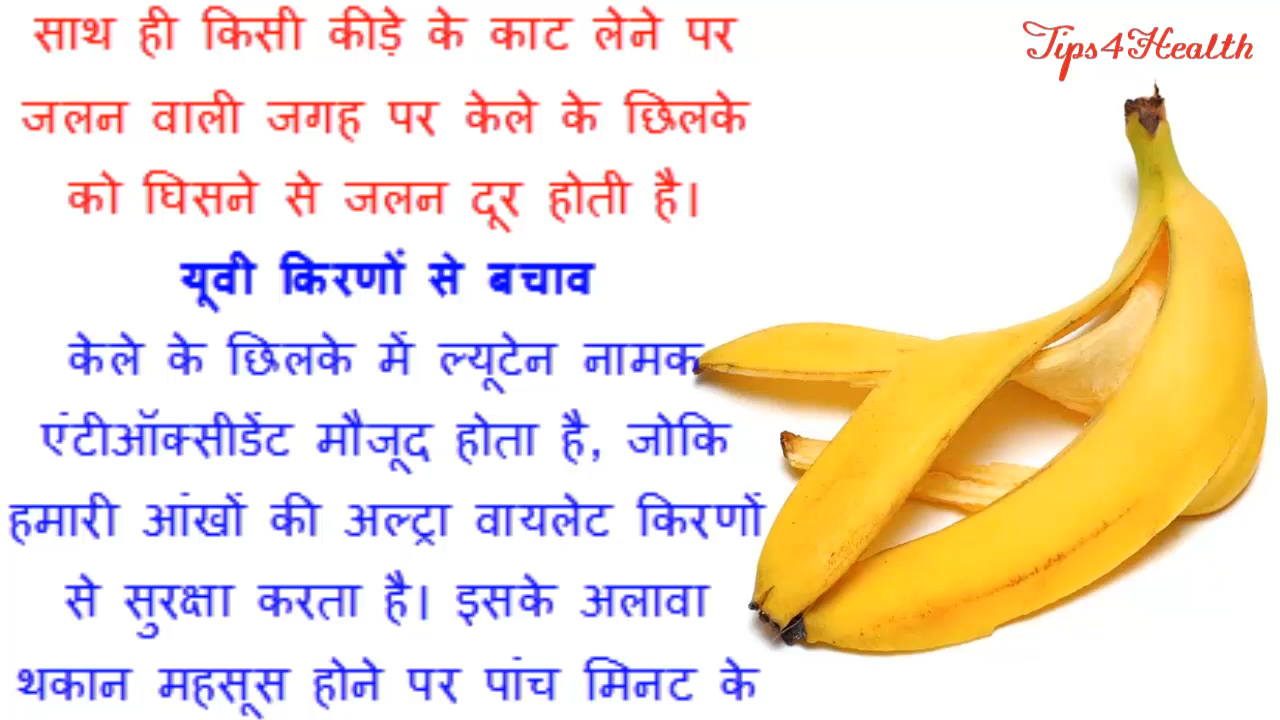 साथ ही किसी कीड़े के काट लेने पर
जलन वाली जगह पर केले के छिलके
को घिसने से जलन दूर होती है।
यूवी किरणों से बचाव
केले के छिलके में ल्यूटेन नामक
एंटीऑक्सीडेंट मौजूद होता है, जोकि
हमारी आंखों की अल्ट्रा वायलेट किरणों
से सुरक्षा करता है। इसके अलावा
थकान महसूस होने पर पांच मिनट के
Tips4Health